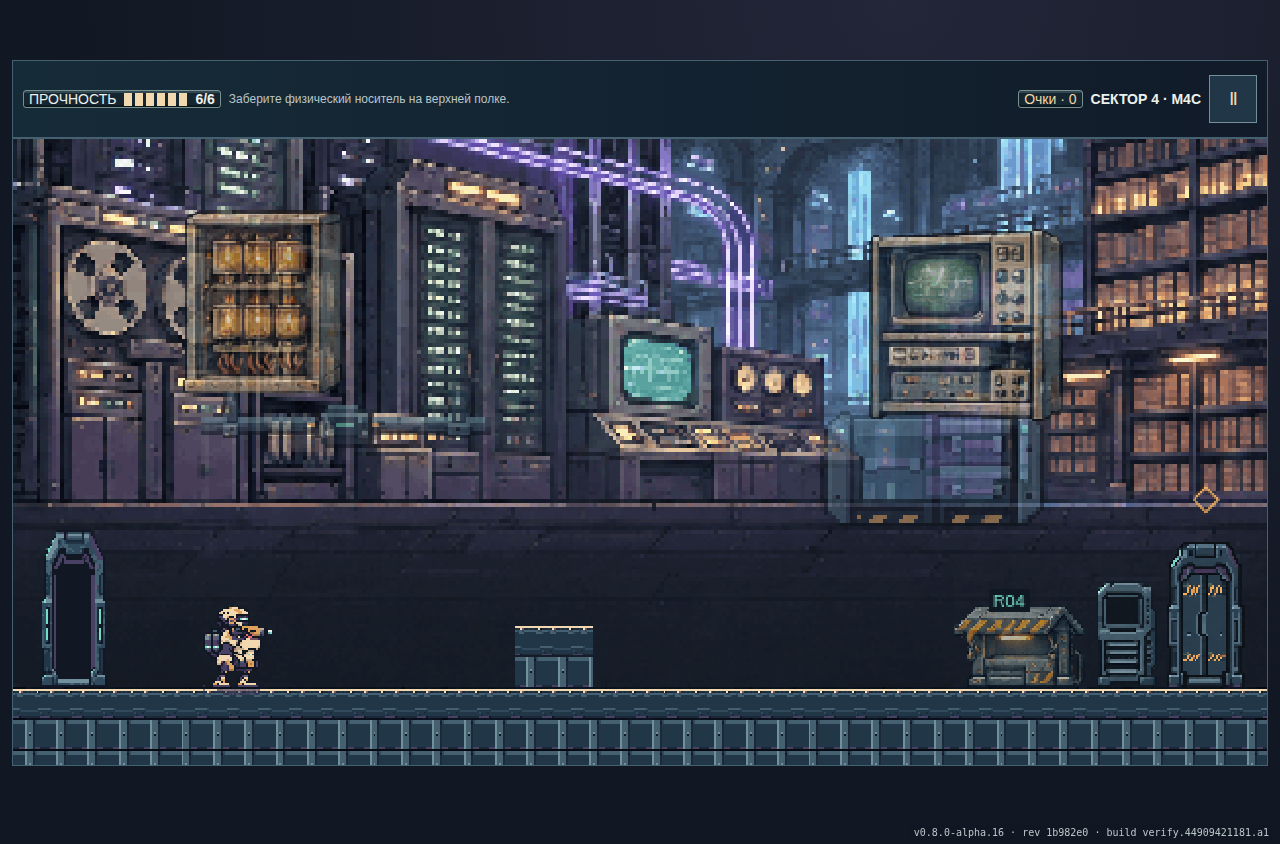 ПРОЧНОСТЬ 6/6 Заберите физический носитель на верхней полке. Очки · 0 СЕКТОР 4 · М4С
R04
v0.8.0-alpha.16 · rev 1b982e0 · build verify.44909421181.a1